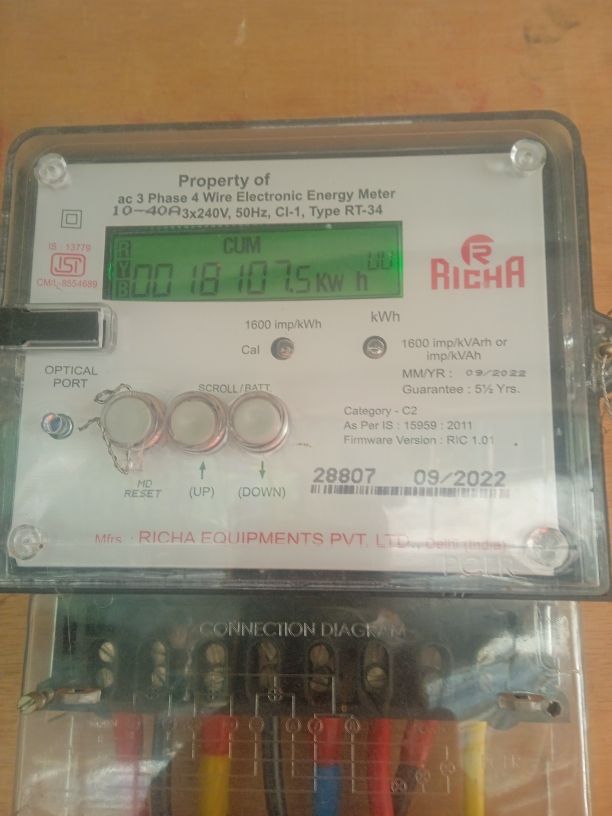 Property of
ac 3 Phase 4 Wire Electronic Energy Meter
10-40A 3x240V, 50Hz, Cl-1, Type RT-34
IS : 13779
ISI
CM/L-8554689
R
Y
B
CUM
0018107.5 KW h
00
R
RICHA
1600 imp/kWh
kWh
Cal
1600 imp/kVArh or
imp/kVAh
OPTICAL
PORT
MM/YR : 09/2022
Guarantee : 5½ Yrs.
SCROLL/BATT
Category - C2
As Per IS : 15959 : 2011
Firmware Version : RIC 1.01
MD
RESET
(UP)
(DOWN)
28807 09/2022
Mfrs. : RICHA EQUIPMENTS PVT. LTD., Delhi (India)
CONNECTION DIAGRAM